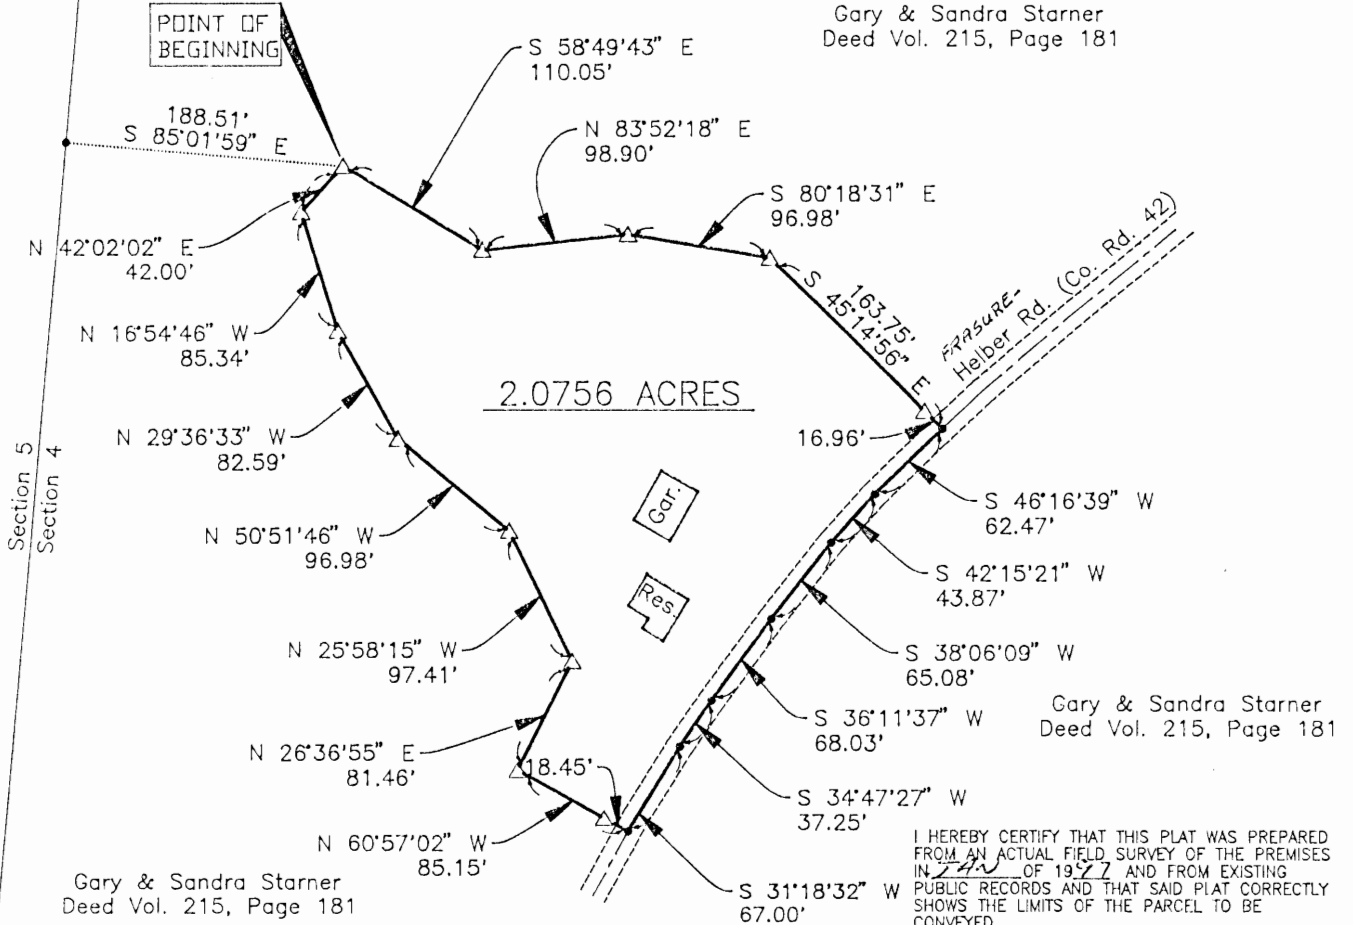 POINT OF
BEGINNING
Gary & Sandra Starner
Deed Vol. 215, Page 181
S 58°49'43" E
110.05'
188.51'
S 85°01'59" E
N 83°52'18" E
98.90'
S 80°18'31" E
96.98'
N 42°02'02" E
42.00'
163.75'
S 45°14'56" E
FRASURE-
Helber Rd. (Co. Rd. 42)
N 16°54'46" W
85.34'
2.0756 ACRES
16.96'
N 29°36'33" W
82.59'
Section 5
Section 4
Gar.
S 46°16'39" W
62.47'
N 50°51'46" W
96.98'
S 42°15'21" W
43.87'
Res.
N 25°58'15" W
97.41'
S 38°06'09" W
65.08'
Gary & Sandra Starner
Deed Vol. 215, Page 181
S 36°11'37" W
68.03'
N 26°36'55" E
81.46'
18.45'
S 34°47'27" W
37.25'
N 60°57'02" W
85.15'
S 31°18'32" W
67.00'
Gary & Sandra Starner
Deed Vol. 215, Page 181
I HEREBY CERTIFY THAT THIS PLAT WAS PREPARED
FROM AN ACTUAL FIELD SURVEY OF THE PREMISES
IN JAN OF 1997 AND FROM EXISTING
PUBLIC RECORDS AND THAT SAID PLAT CORRECTLY
SHOWS THE LIMITS OF THE PARCEL TO BE
CONVEYED